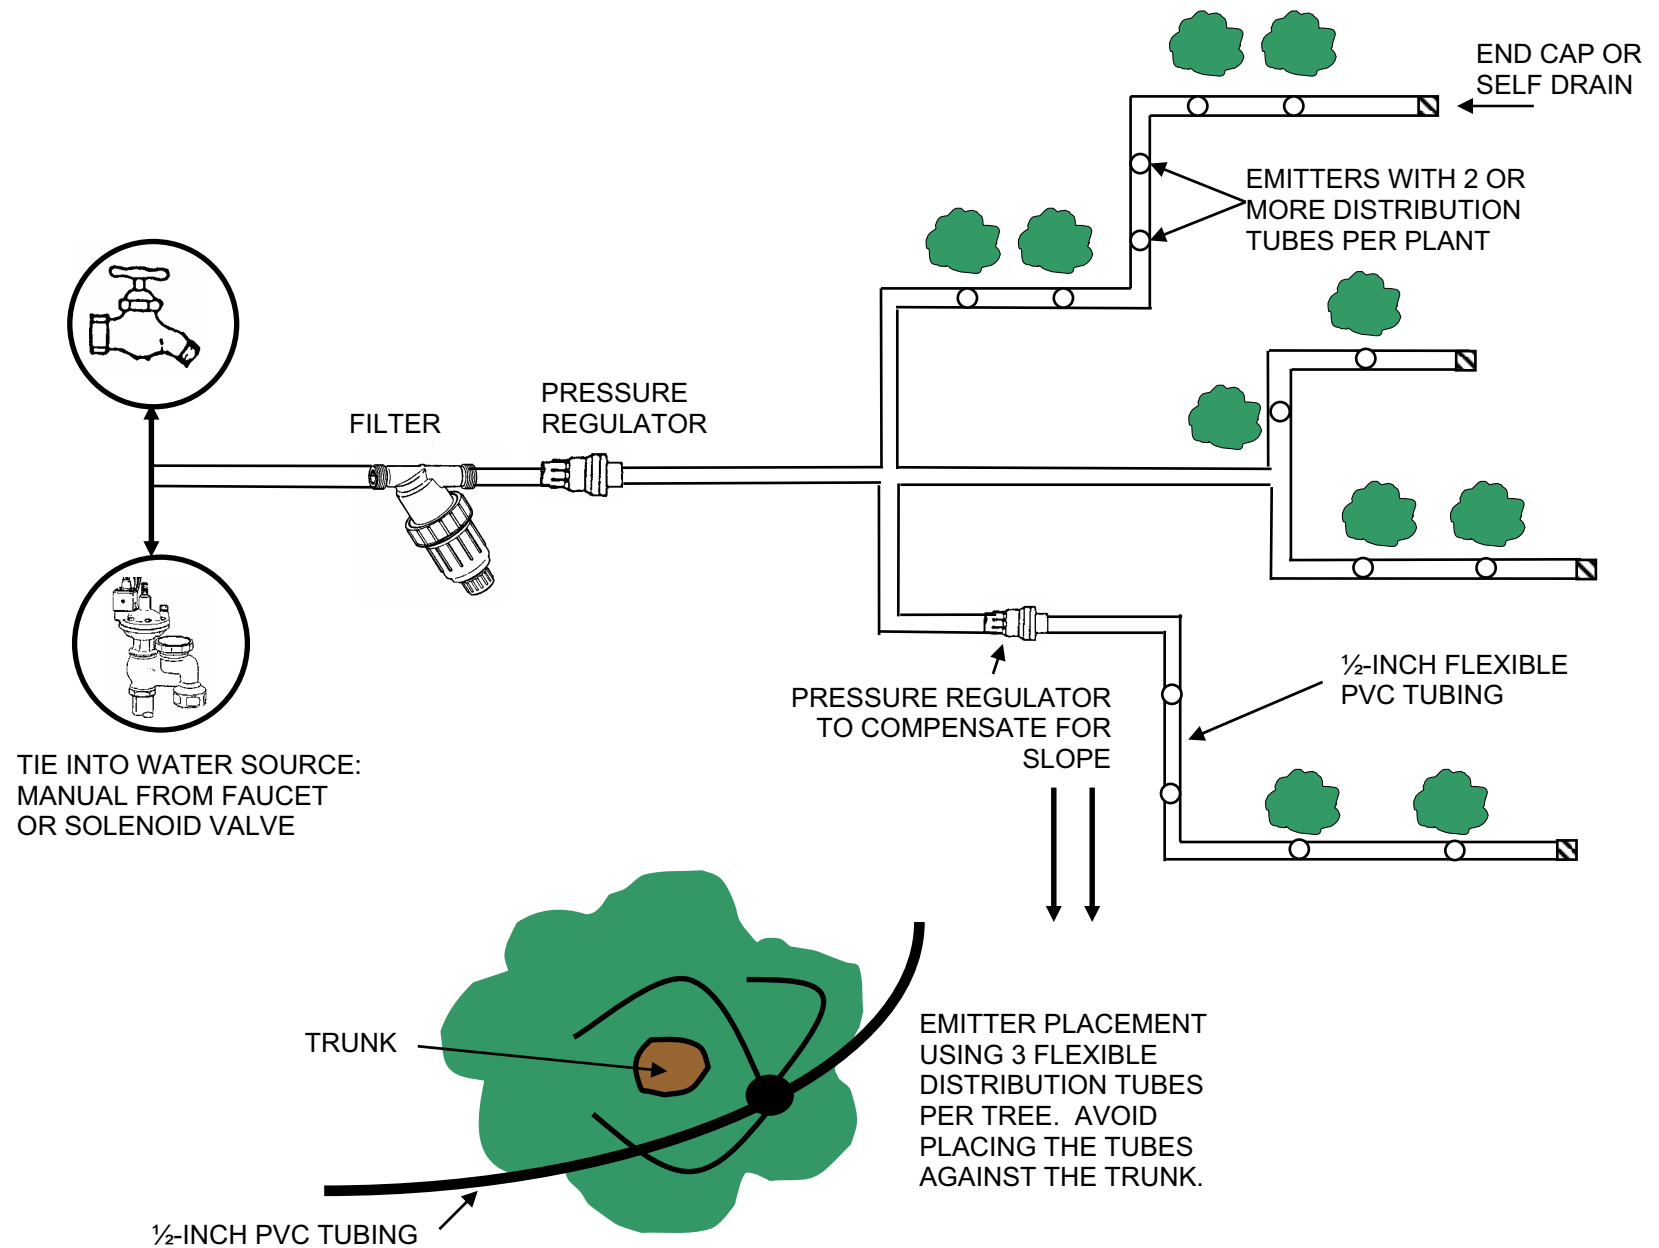 END CAP OR
SELF DRAIN
EMITTERS WITH 2 OR
MORE DISTRIBUTION
TUBES PER PLANT
PRESSURE
REGULATOR
FILTER
½-INCH FLEXIBLE
PVC TUBING
PRESSURE REGULATOR
TO COMPENSATE FOR
SLOPE
TIE INTO WATER SOURCE:
MANUAL FROM FAUCET
OR SOLENOID VALVE
TRUNK
EMITTER PLACEMENT
USING 3 FLEXIBLE
DISTRIBUTION TUBES
PER TREE.  AVOID
PLACING THE TUBES
AGAINST THE TRUNK.
½-INCH PVC TUBING